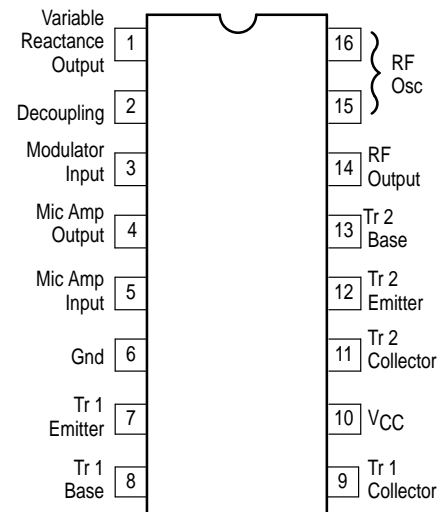 Variable
Reactance
Output
1
16
RF
Osc
Decoupling
2
15
Modulator
Input
3
14
RF
Output
Mic Amp
Output
4
13
Tr 2
Base
Mic Amp
Input
5
12
Tr 2
Emitter
Gnd
6
11
Tr 2
Collector
Tr 1
Emitter
7
10
VCC
Tr 1
Base
8
9
Tr 1
Collector